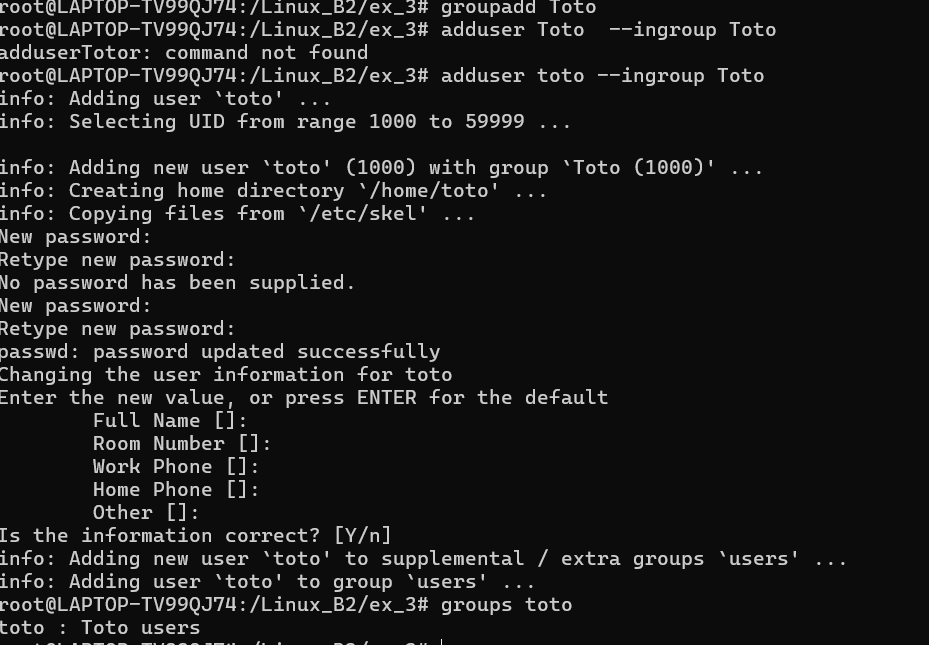 root@LAPTOP-TV99QJ74:/Linux_B2/ex_3# groupadd Toto
root@LAPTOP-TV99QJ74:/Linux_B2/ex_3# adduser Toto  --ingroup Toto
adduserTotor: command not found
root@LAPTOP-TV99QJ74:/Linux_B2/ex_3# adduser toto --ingroup Toto
info: Adding user `toto' ...
info: Selecting UID from range 1000 to 59999 ...

info: Adding new user `toto' (1000) with group `Toto (1000)' ...
info: Creating home directory `/home/toto' ...
info: Copying files from `/etc/skel' ...
New password:
Retype new password:
No password has been supplied.
New password:
Retype new password:
passwd: password updated successfully
Changing the user information for toto
Enter the new value, or press ENTER for the default
        Full Name []:
        Room Number []:
        Work Phone []:
        Home Phone []:
        Other []:
Is the information correct? [Y/n]
info: Adding new user `toto' to supplemental / extra groups `users' ...
info: Adding user `toto' to group `users' ...
root@LAPTOP-TV99QJ74:/Linux_B2/ex_3# groups toto
toto : Toto users
root@LAPTOP-TV99QJ74:/Linux_B2/ex_3#